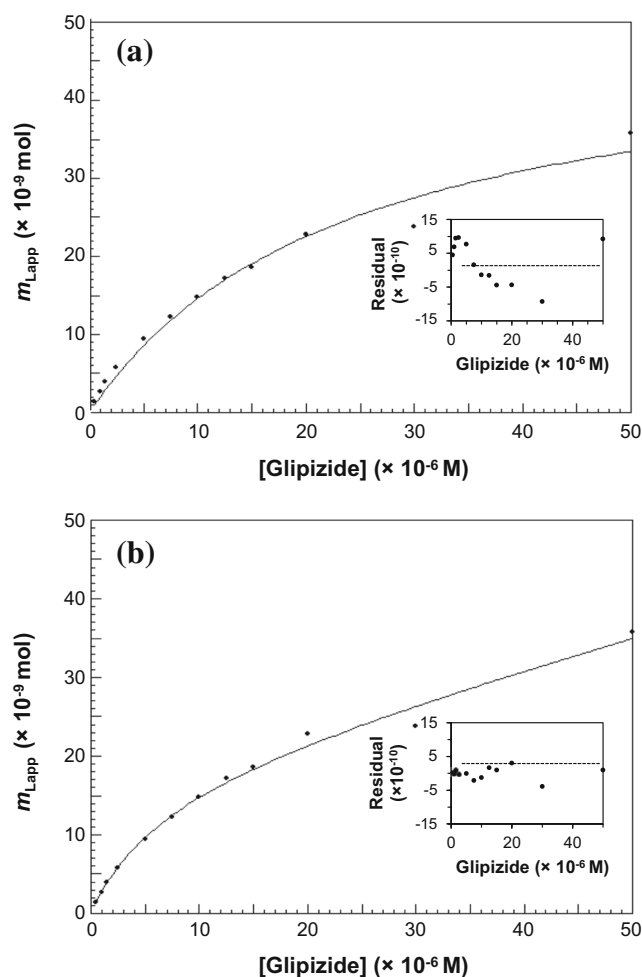 (a)
50
40
30
20
10
0
m_Lapp (× 10⁻⁹ mol)
0 10 20 30 40 50
[Glipizide] (× 10⁻⁶ M)
Residual
(× 10⁻¹⁰)
15
5
-5
-15
0 20 40
Glipizide (× 10⁻⁶ M)
(b)
50
40
30
20
10
0
m_Lapp (× 10⁻⁹ mol)
0 10 20 30 40 50
[Glipizide] (× 10⁻⁶ M)
Residual
(×10⁻¹⁰)
15
5
-5
-15
0 20 40
Glipizide (× 10⁻⁶ M)